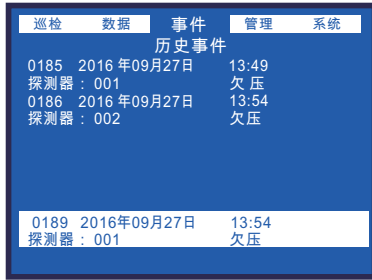 巡检 数据 事件 管理 系统
历史事件
0185 2016年09月27日 13:49
探测器：001 欠压
0186 2016年09月27日 13:54
探测器：002 欠压
0189 2016年09月27日 13:54
探测器：001 欠压